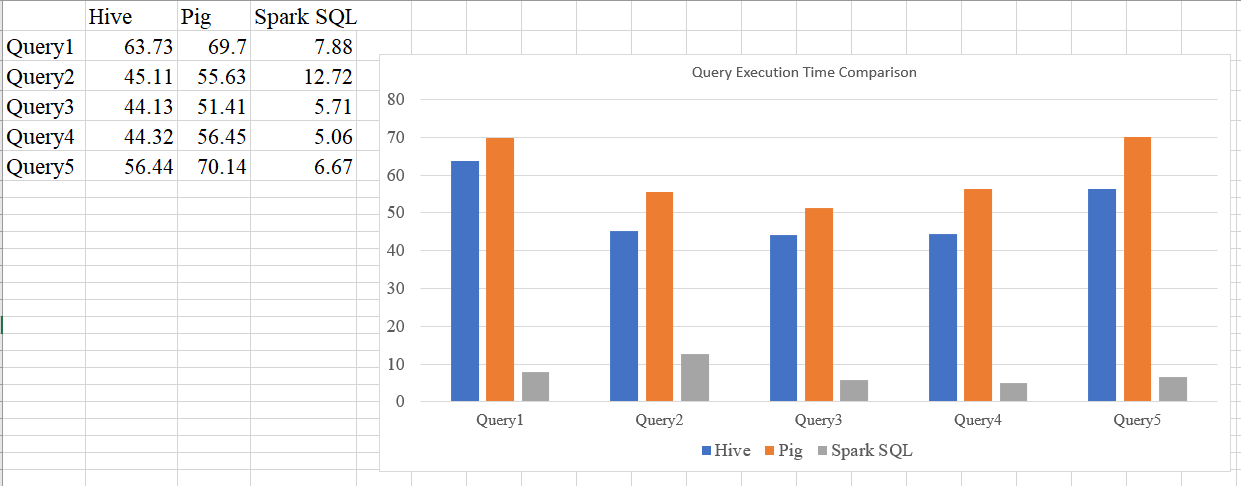 Hive Pig Spark SQL
Query1 63.73 69.7 7.88
Query2 45.11 55.63 12.72
Query3 44.13 51.41 5.71
Query4 44.32 56.45 5.06
Query5 56.44 70.14 6.67
Query Execution Time Comparison
80
70
60
50
40
30
20
10
0
Query1 Query2 Query3 Query4 Query5
Hive Pig Spark SQL